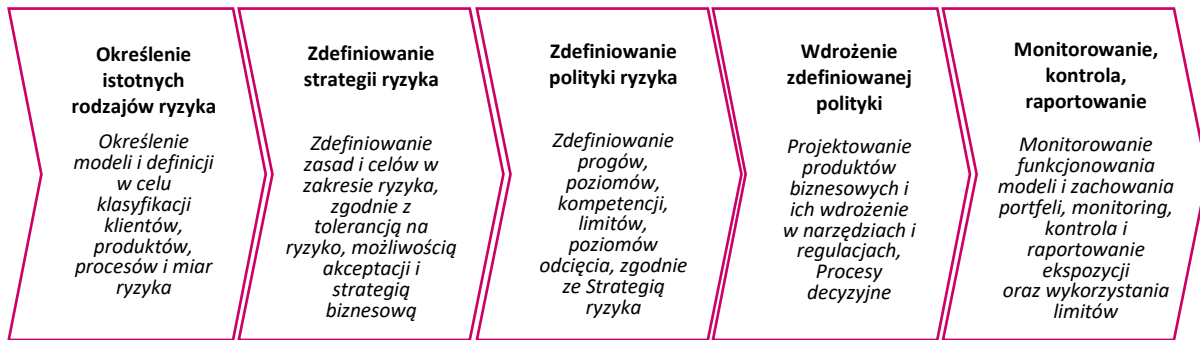 Określenie
istotnych
rodzajów ryzyka
Określenie
modeli i definicji
w celu
klasyfikacji
klientów,
produktów,
procesów i miar
ryzyka
Zdefiniowanie
strategii ryzyka
Zdefiniowanie
zasad i celów w
zakresie ryzyka,
zgodnie z
tolerancją na
ryzyko, możliwością
akceptacji i
strategią
biznesową
Zdefiniowanie
polityki ryzyka
Zdefiniowanie
progów,
poziomów,
kompetencji,
limitów,
poziomów
odcięcia, zgodnie
ze Strategią
ryzyka
Wdrożenie
zdefiniowanej
polityki
Projektowanie
produktów
biznesowych i
ich wdrożenie
w narzędziach i
regulacjach,
Procesy
decyzyjne
Monitorowanie,
kontrola,
raportowanie
Monitorowanie
funkcjonowania
modeli i zachowania
portfeli, monitoring,
kontrola i
raportowanie
ekspozycji
oraz wykorzystania
limitów